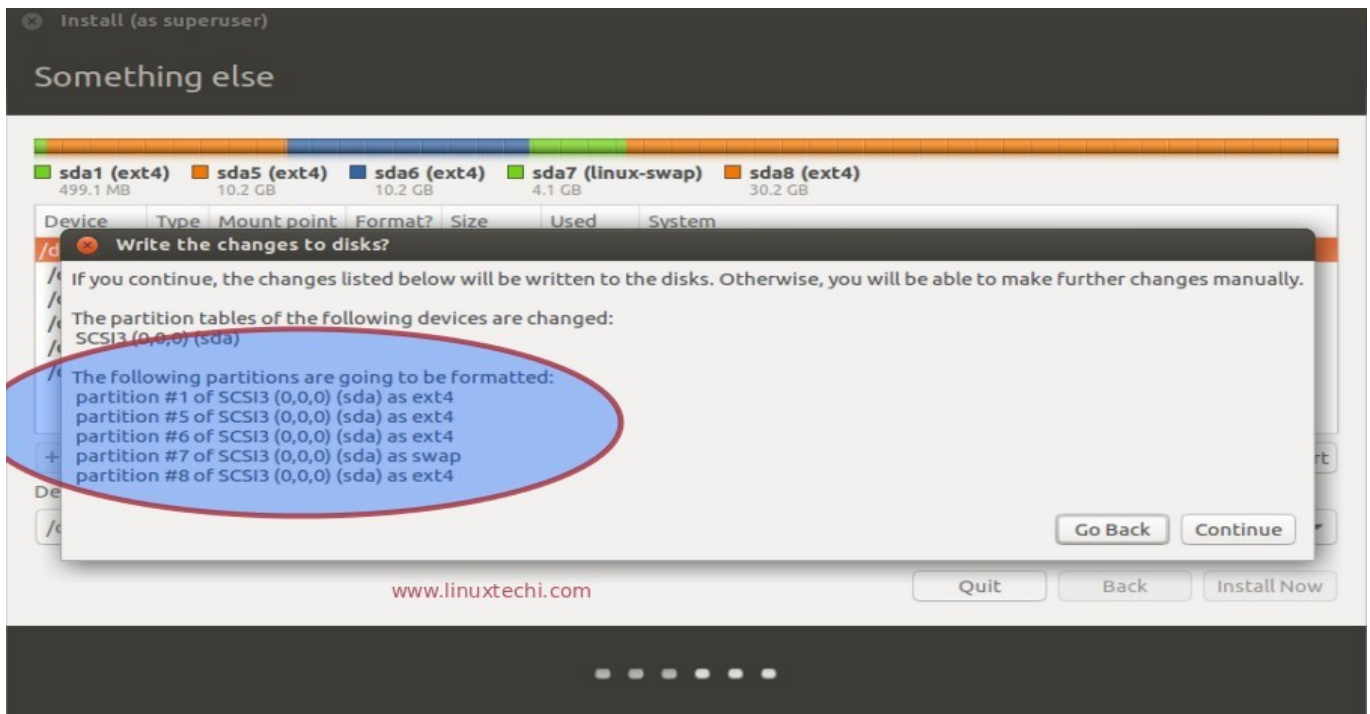 Install (as superuser)
Something else
sda1 (ext4) sda5 (ext4) sda6 (ext4) sda7 (linux-swap) sda8 (ext4)
499.1 MB 10.2 GB 10.2 GB 4.1 GB 30.2 GB
Device Type Mount point Format? Size Used System
Write the changes to disks?
If you continue, the changes listed below will be written to the disks. Otherwise, you will be able to make further changes manually.
The partition tables of the following devices are changed:
SCSI3 (0,0,0) (sda)
The following partitions are going to be formatted:
partition #1 of SCSI3 (0,0,0) (sda) as ext4
partition #5 of SCSI3 (0,0,0) (sda) as ext4
partition #6 of SCSI3 (0,0,0) (sda) as ext4
partition #7 of SCSI3 (0,0,0) (sda) as swap
partition #8 of SCSI3 (0,0,0) (sda) as ext4
Go Back Continue
www.linuxtechi.com Quit Back Install Now